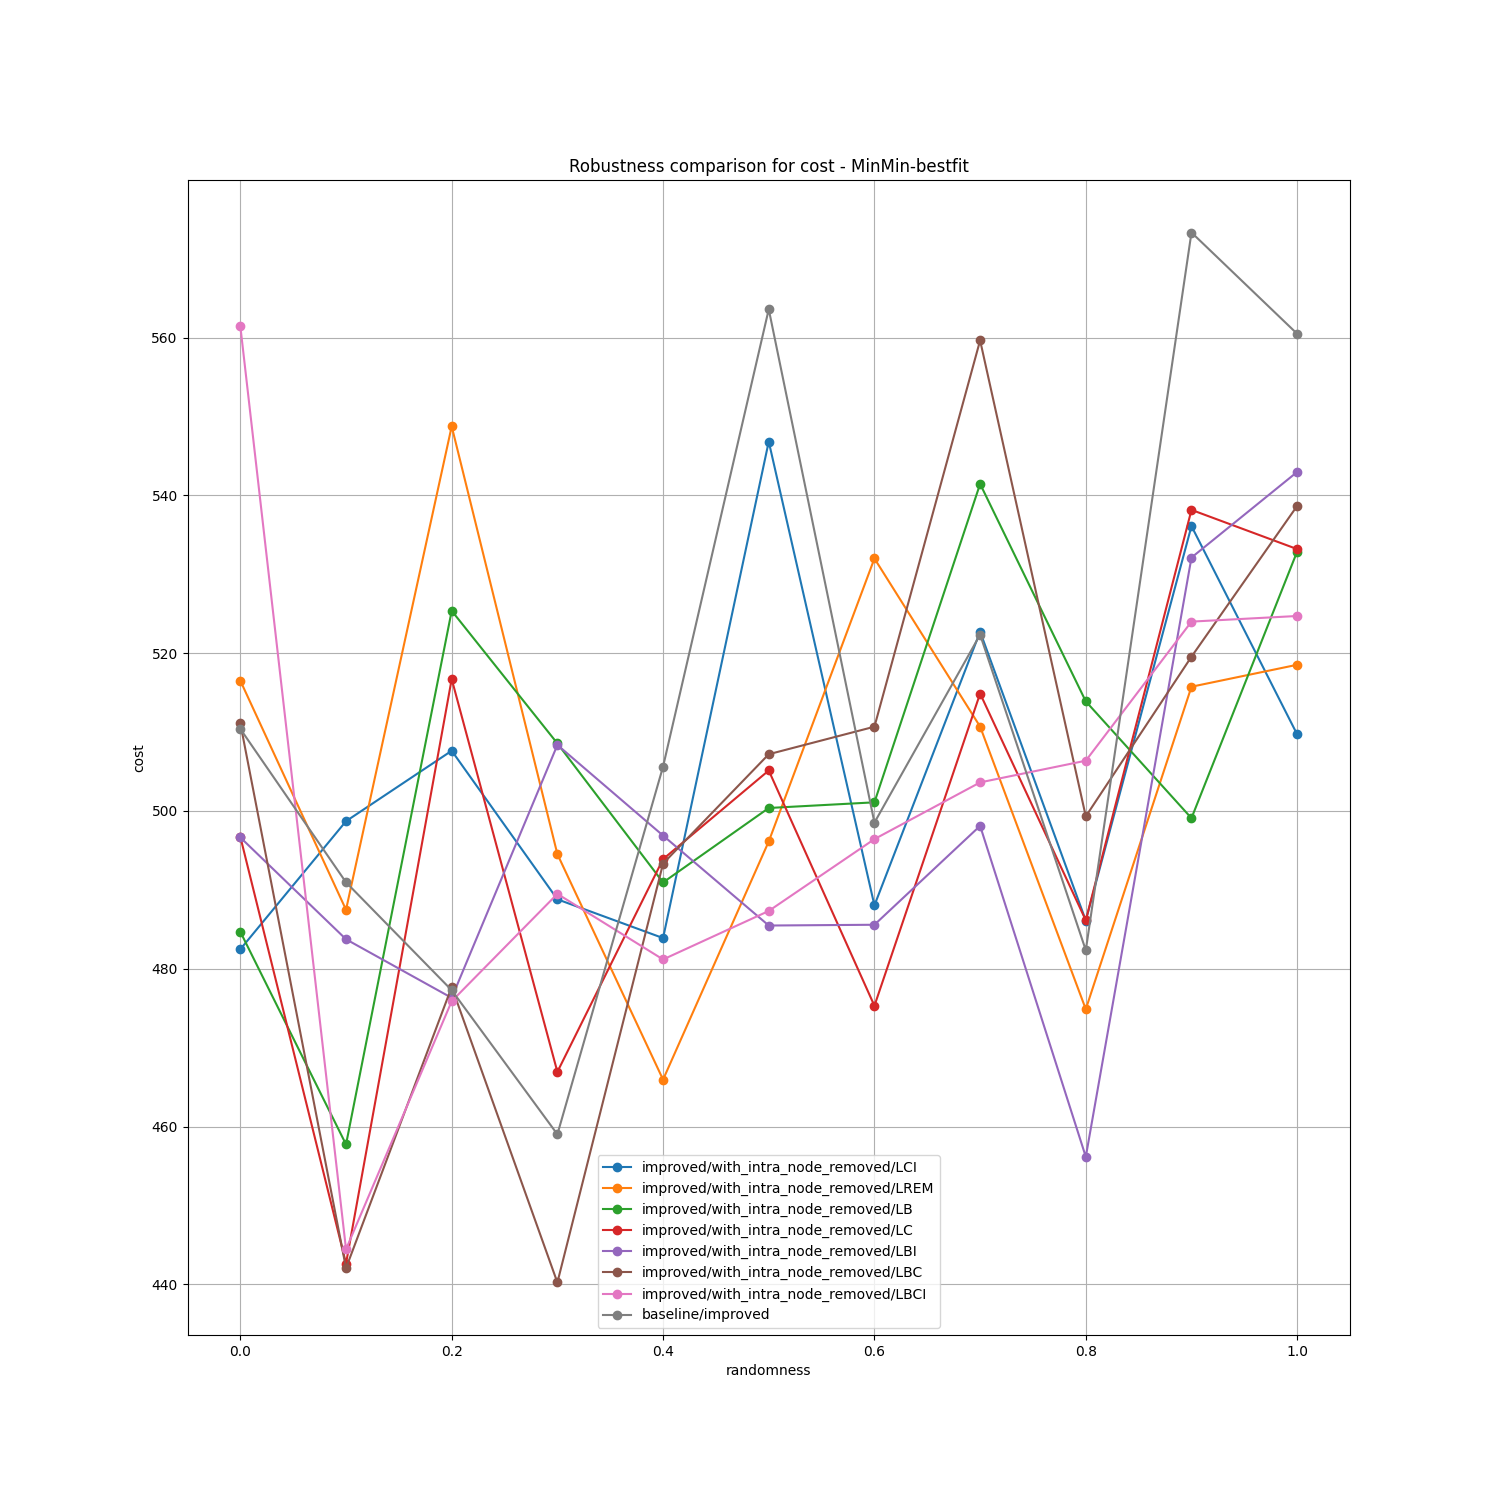 Robustness comparison for cost - MinMin-bestfit
560
540
520
500
480
460
440
cost
improved/with_intra_node_removed/LCI
improved/with_intra_node_removed/LREM
improved/with_intra_node_removed/LB
improved/with_intra_node_removed/LC
improved/with_intra_node_removed/LBI
improved/with_intra_node_removed/LBC
improved/with_intra_node_removed/LBCI
baseline/improved
0.0 0.2 0.4 0.6 0.8 1.0
randomness